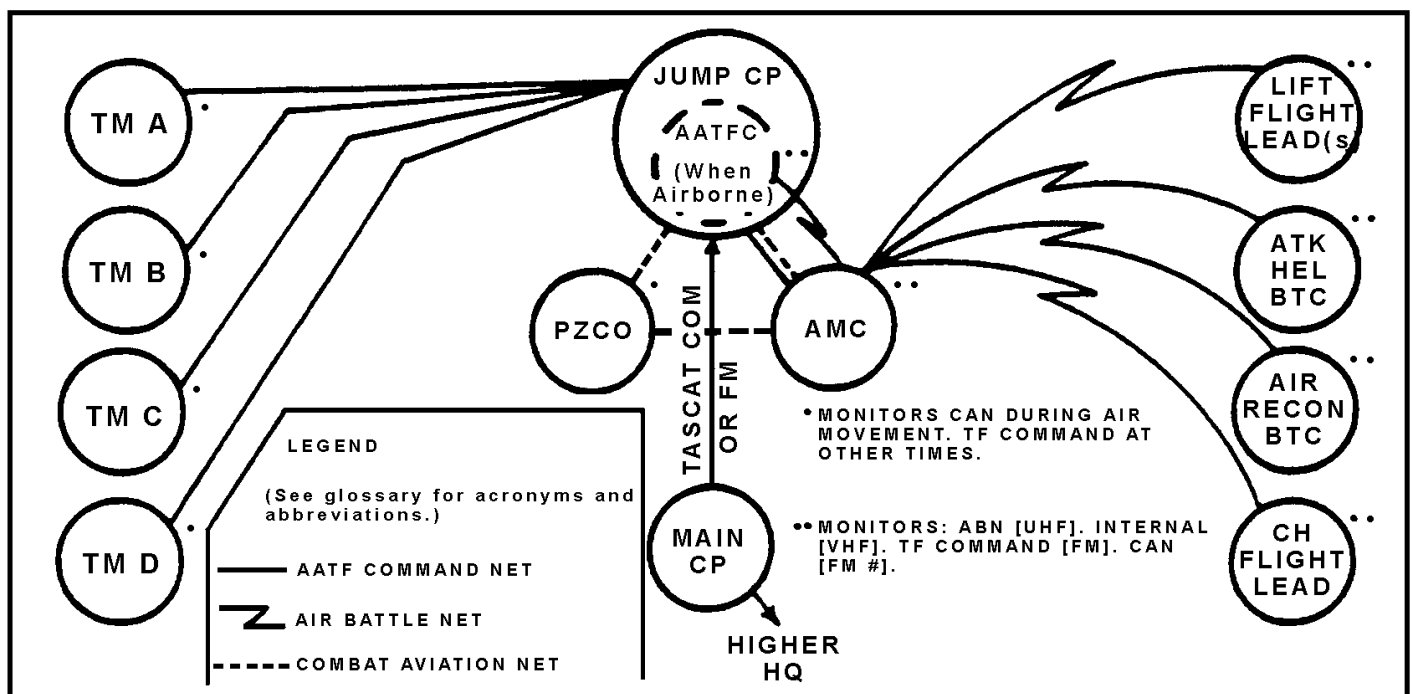 TM A
TM B
TM C
TM D
JUMP CP
AATFC
(When
Airborne)
PZCO
AMC
TASCAT COM
OR FM
MAIN
CP
HIGHER
HQ
LIFT
FLIGHT
LEAD(s)
ATK
HEL
BTC
AIR
RECON
BTC
CH
FLIGHT
LEAD
• MONITORS CAN DURING AIR
MOVEMENT. TF COMMAND AT
OTHER TIMES.
•• MONITORS: ABN [UHF]. INTERNAL
[VHF]. TF COMMAND [FM]. CAN
[FM #].
LEGEND
(See glossary for acronyms and
abbreviations.)
AATF COMMAND NET
AIR BATTLE NET
COMBAT AVIATION NET